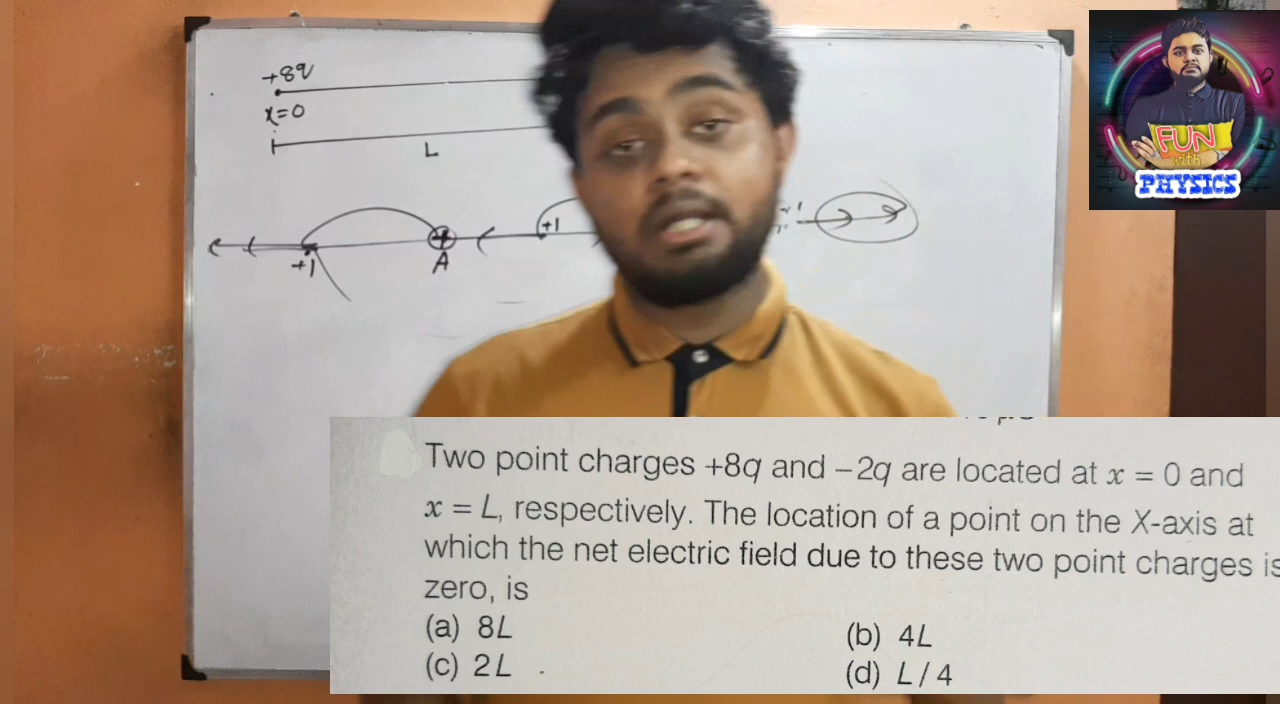 +8q
x=0
L
+1
A
+1
FUN
with
PHYSICS
Two point charges +8q and −2q are located at x = 0 and
x = L, respectively. The location of a point on the X-axis at
which the net electric field due to these two point charges is
zero, is
(a) 8L
(b) 4L
(c) 2L
(d) L/4